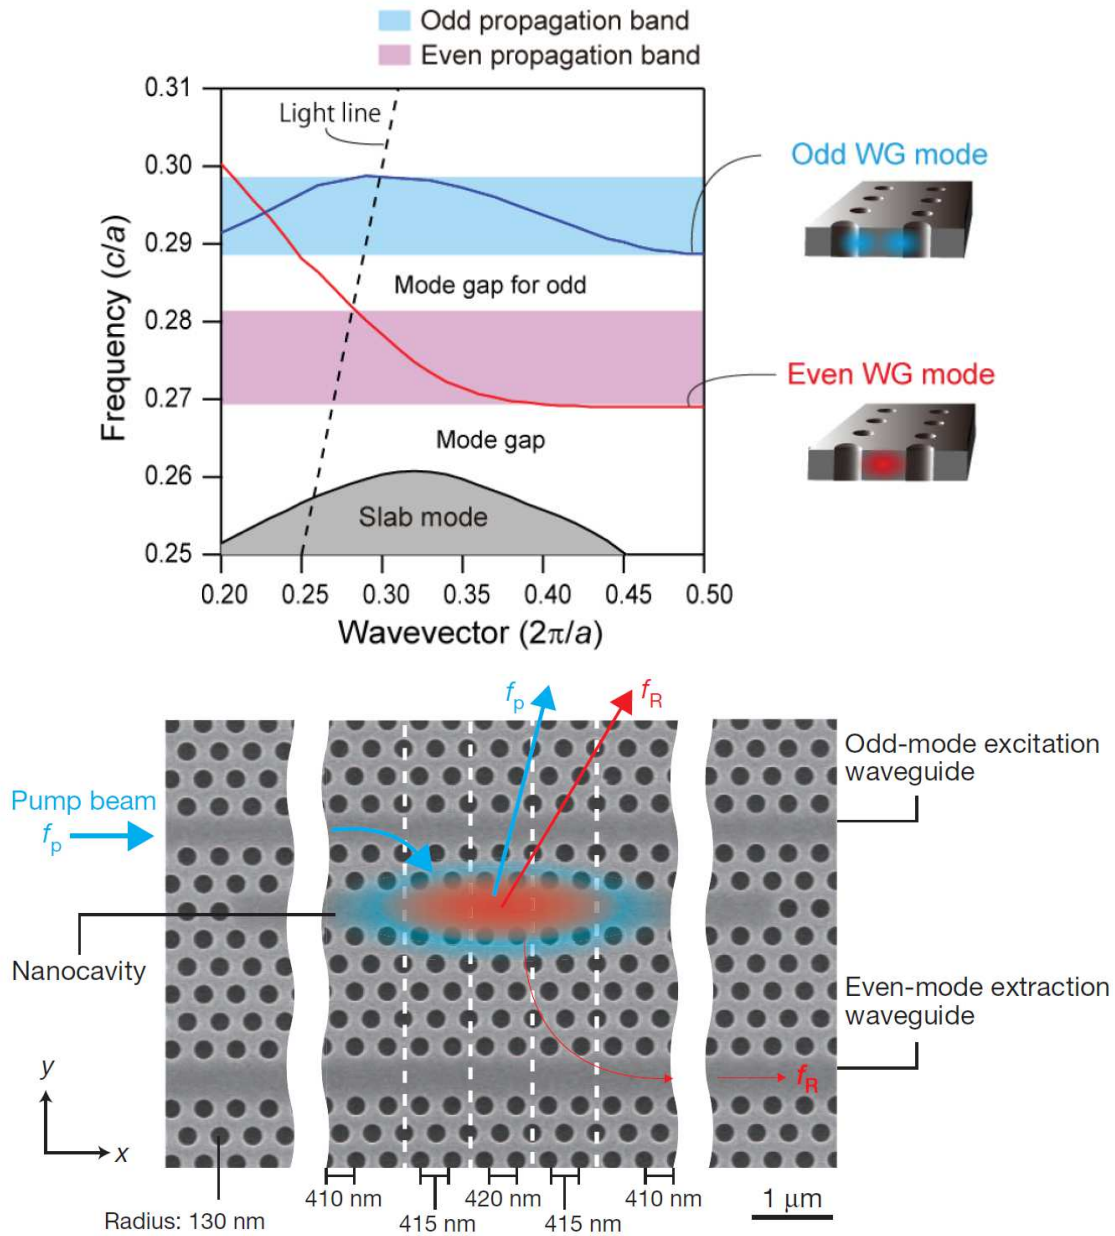 Odd propagation band
Even propagation band
0.31
0.30
0.29
0.28
0.27
0.26
0.25
Frequency (c/a)
Light line
Mode gap for odd
Mode gap
Slab mode
0.20 0.25 0.30 0.35 0.40 0.45 0.50
Wavevector (2π/a)
Odd WG mode
Even WG mode
fp
fR
Pump beam
fp
Odd-mode excitation
waveguide
Nanocavity
Even-mode extraction
waveguide
fR
y
x
Radius: 130 nm
410 nm
415 nm
420 nm
415 nm
410 nm
1 μm